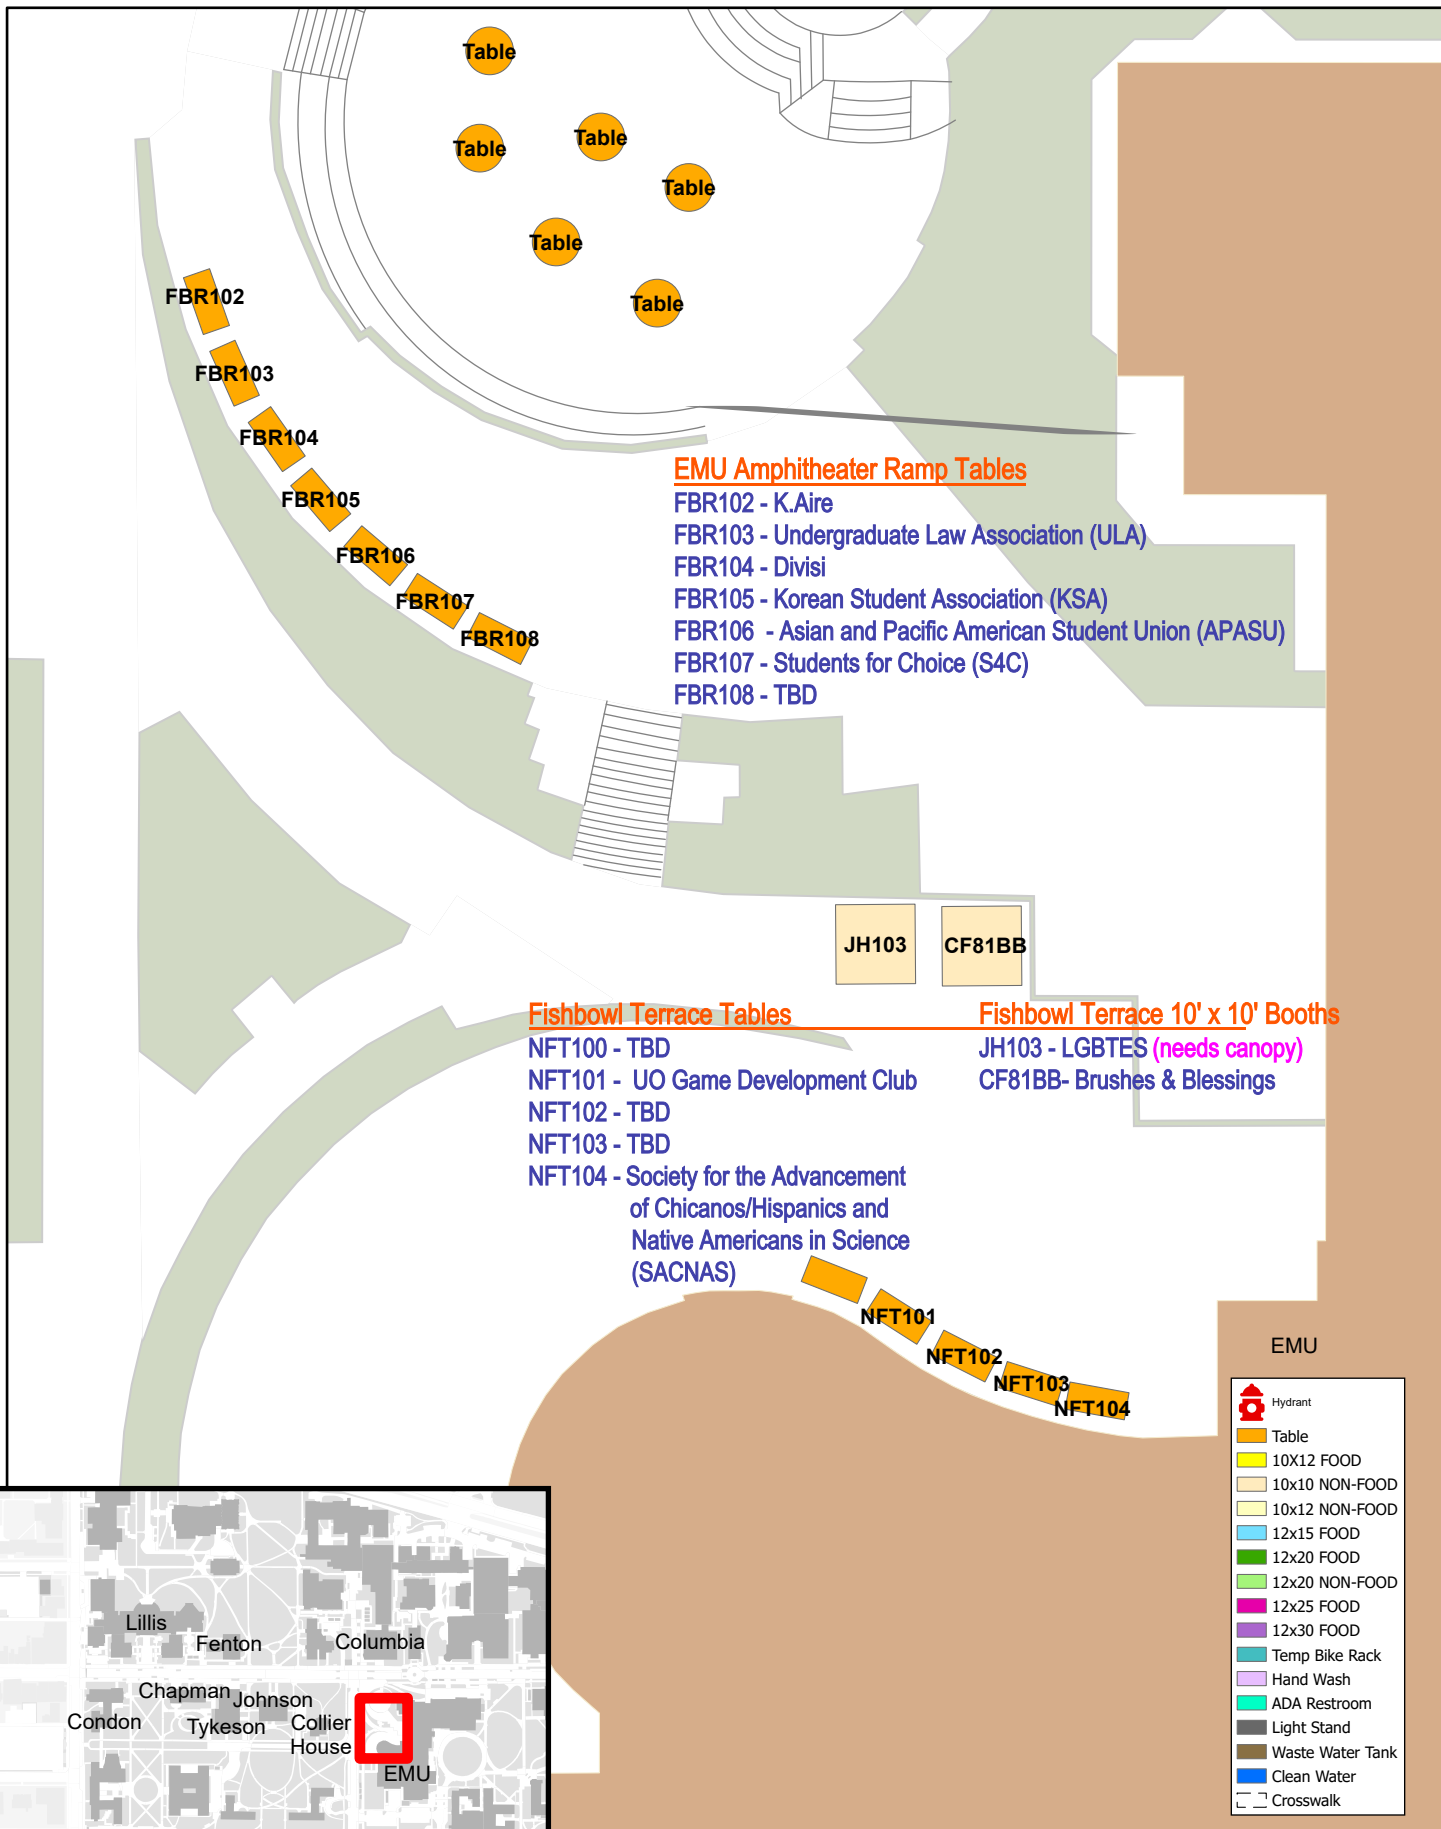 Table
Table
Table
Table
Table
Table
FBR102
FBR103
FBR104
FBR105
FBR106
FBR107
FBR108
EMU Amphitheater Ramp Tables
FBR102 - K.Aire
FBR103 - Undergraduate Law Association (ULA)
FBR104 - Divisi
FBR105 - Korean Student Association (KSA)
FBR106 - Asian and Pacific American Student Union (APASU)
FBR107 - Students for Choice (S4C)
FBR108 - TBD
JH103
CF81BB
Fishbowl Terrace Tables
NFT100 - TBD
NFT101 - UO Game Development Club
NFT102 - TBD
NFT103 - TBD
NFT104 - Society for the Advancement
of Chicanos/Hispanics and
Native Americans in Science
(SACNAS)
Fishbowl Terrace 10' x 10' Booths
JH103 - LGBTES (needs canopy)
CF81BB- Brushes & Blessings
NFT101
NFT102
NFT103
NFT104
EMU
Hydrant
Table
10X12 FOOD
10x10 NON-FOOD
10x12 NON-FOOD
12x15 FOOD
12x20 FOOD
12x20 NON-FOOD
12x25 FOOD
12x30 FOOD
Temp Bike Rack
Hand Wash
ADA Restroom
Light Stand
Waste Water Tank
Clean Water
Crosswalk
Lillis
Fenton
Columbia
Chapman
Johnson
Condon
Tykeson
Collier
House
EMU